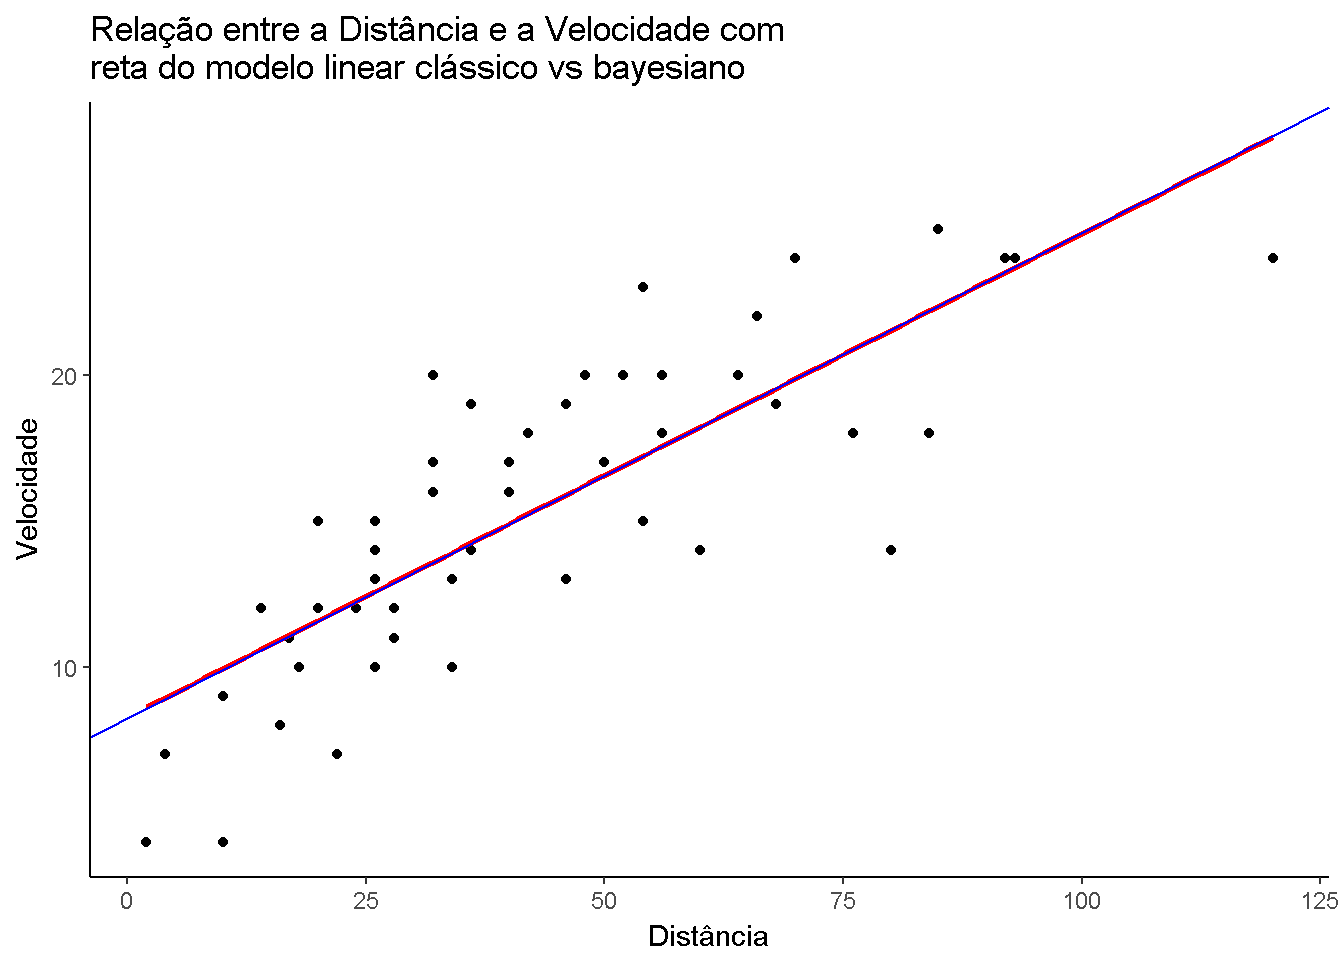 Relação entre a Distância e a Velocidade com
reta do modelo linear clássico vs bayesiano
20
10
Velocidade
0 25 50 75 100 125
Distância